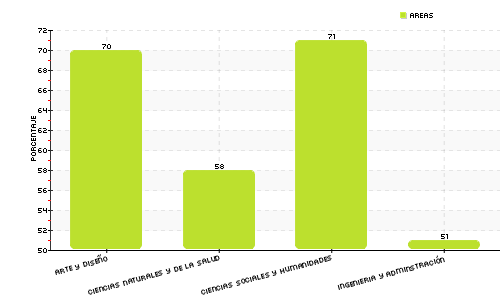 AREAS
PORCENTAJE
72
70
68
66
64
62
60
58
56
54
52
50
70
58
71
51
ARTE Y DISEÑO
CIENCIAS NATURALES Y DE LA SALUD
CIENCIAS SOCIALES Y HUMANIDADES
INGENIERIA Y ADMINSTRACIÓN